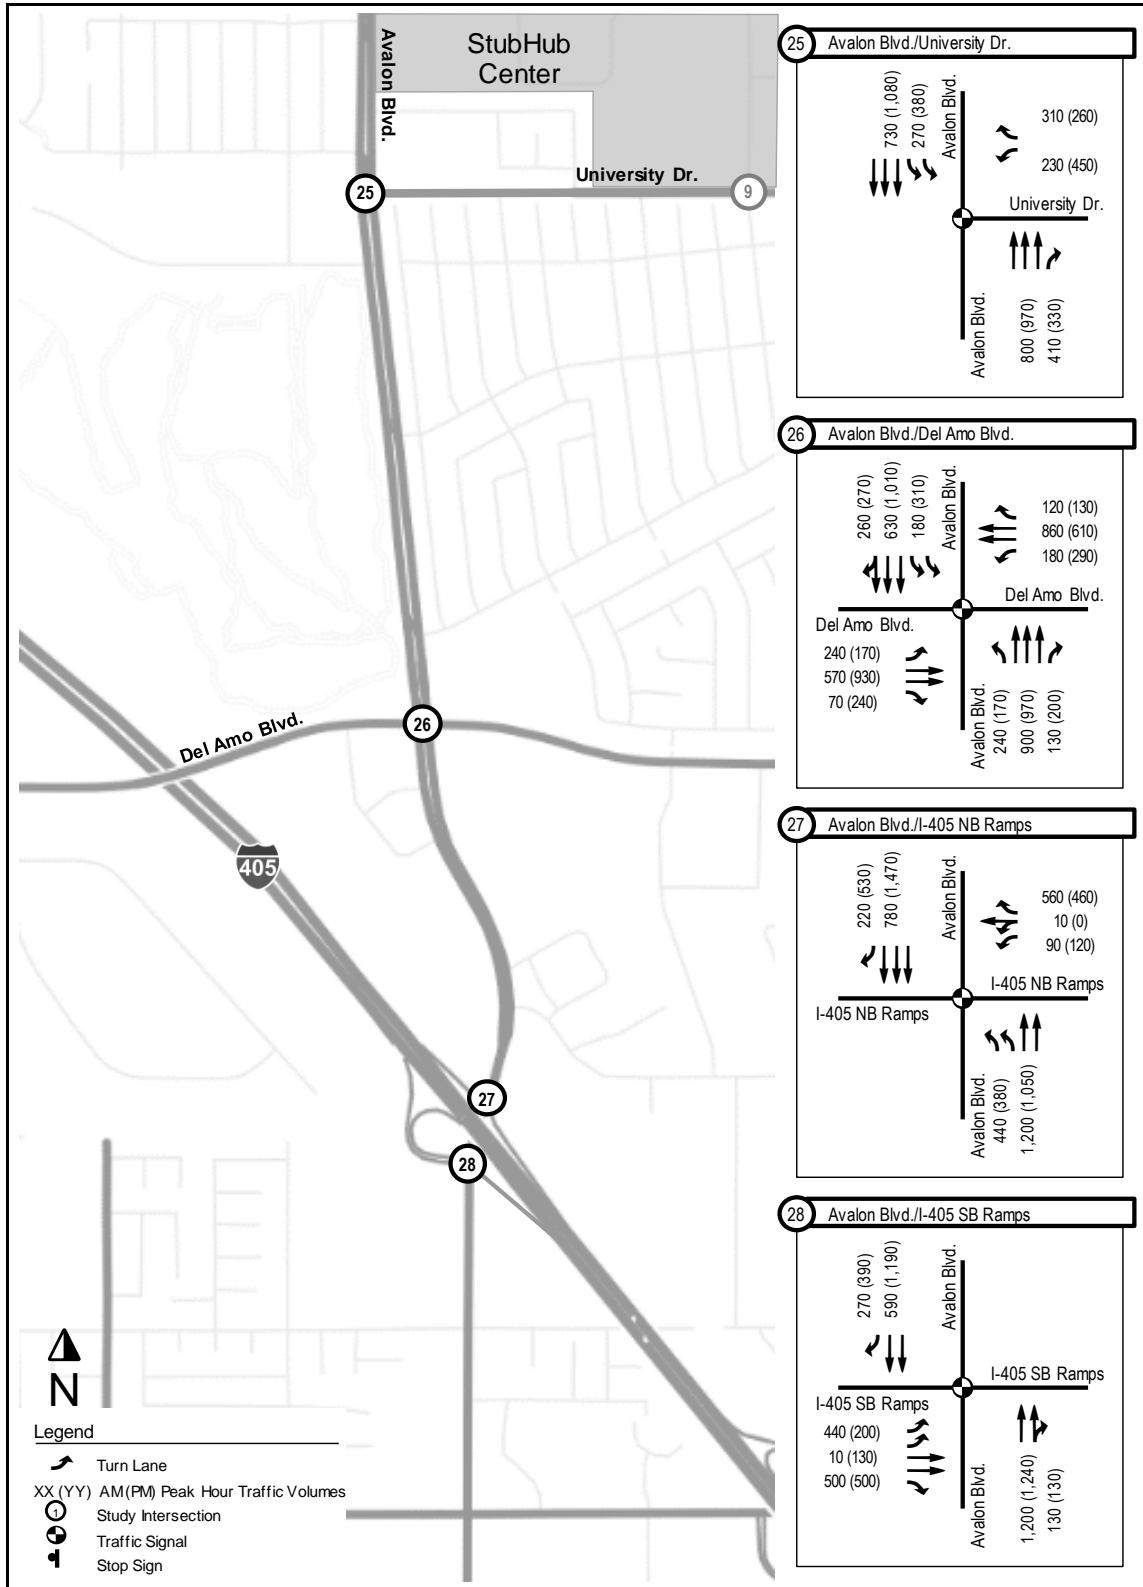 StubHub
Center
Avalon Blvd.
University Dr.
25
9
Del Amo Blvd.
26
405
27
28
N
Legend
Turn Lane
XX (YY) AM(PM) Peak Hour Traffic Volumes
1 Study Intersection
Traffic Signal
Stop Sign
25 Avalon Blvd./University Dr.
730 (1,080)
270 (380)
Avalon Blvd.
310 (260)
230 (450)
University Dr.
Avalon Blvd.
800 (970)
410 (330)
26 Avalon Blvd./Del Amo Blvd.
260 (270)
630 (1,010)
180 (310)
Avalon Blvd.
120 (130)
860 (610)
180 (290)
Del Amo Blvd.
Del Amo Blvd.
240 (170)
570 (930)
70 (240)
Avalon Blvd.
240 (170)
900 (970)
130 (200)
27 Avalon Blvd./I-405 NB Ramps
220 (530)
780 (1,470)
Avalon Blvd.
560 (460)
10 (0)
90 (120)
I-405 NB Ramps
I-405 NB Ramps
Avalon Blvd.
440 (380)
1,200 (1,050)
28 Avalon Blvd./I-405 SB Ramps
270 (390)
590 (1,190)
Avalon Blvd.
I-405 SB Ramps
I-405 SB Ramps
440 (200)
10 (130)
500 (500)
Avalon Blvd.
1,200 (1,240)
130 (130)